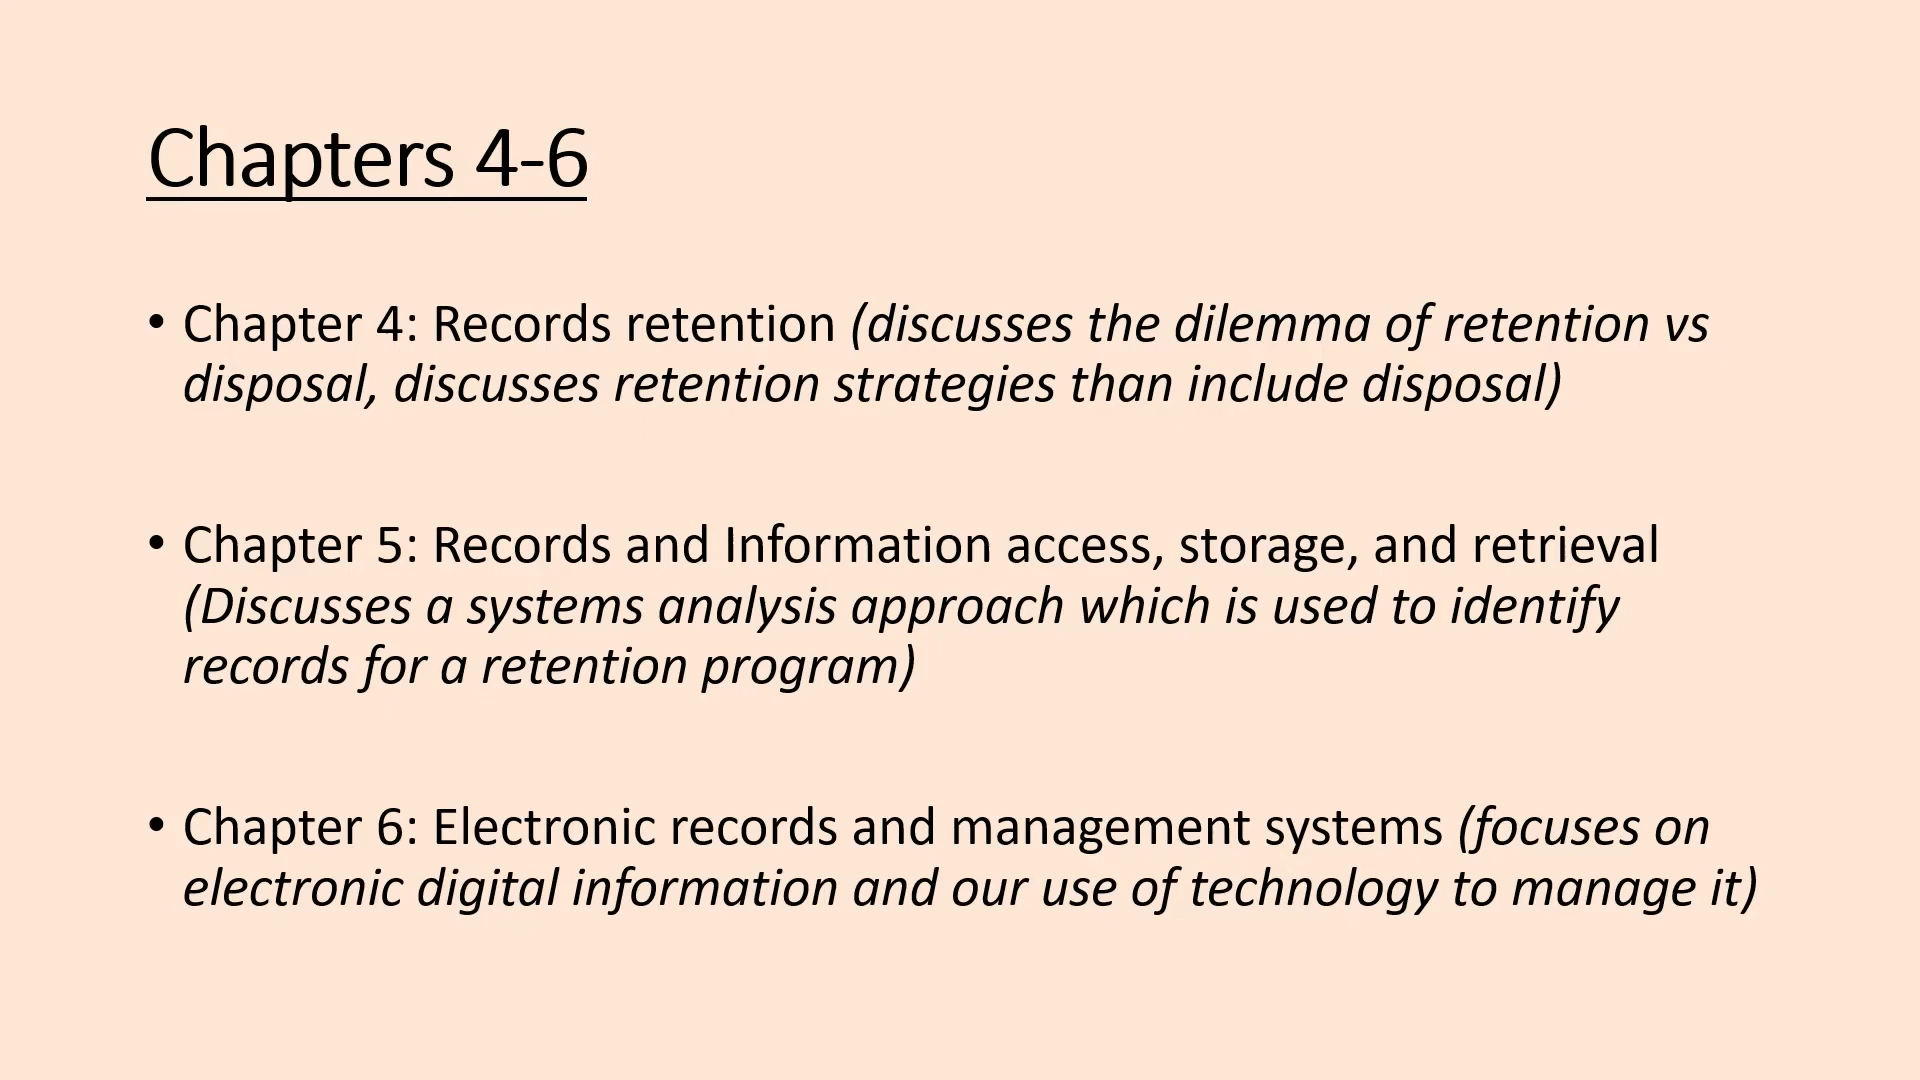 Chapters 4-6
• Chapter 4: Records retention (discusses the dilemma of retention vs
disposal, discusses retention strategies than include disposal)
• Chapter 5: Records and Information access, storage, and retrieval
(Discusses a systems analysis approach which is used to identify
records for a retention program)
• Chapter 6: Electronic records and management systems (focuses on
electronic digital information and our use of technology to manage it)